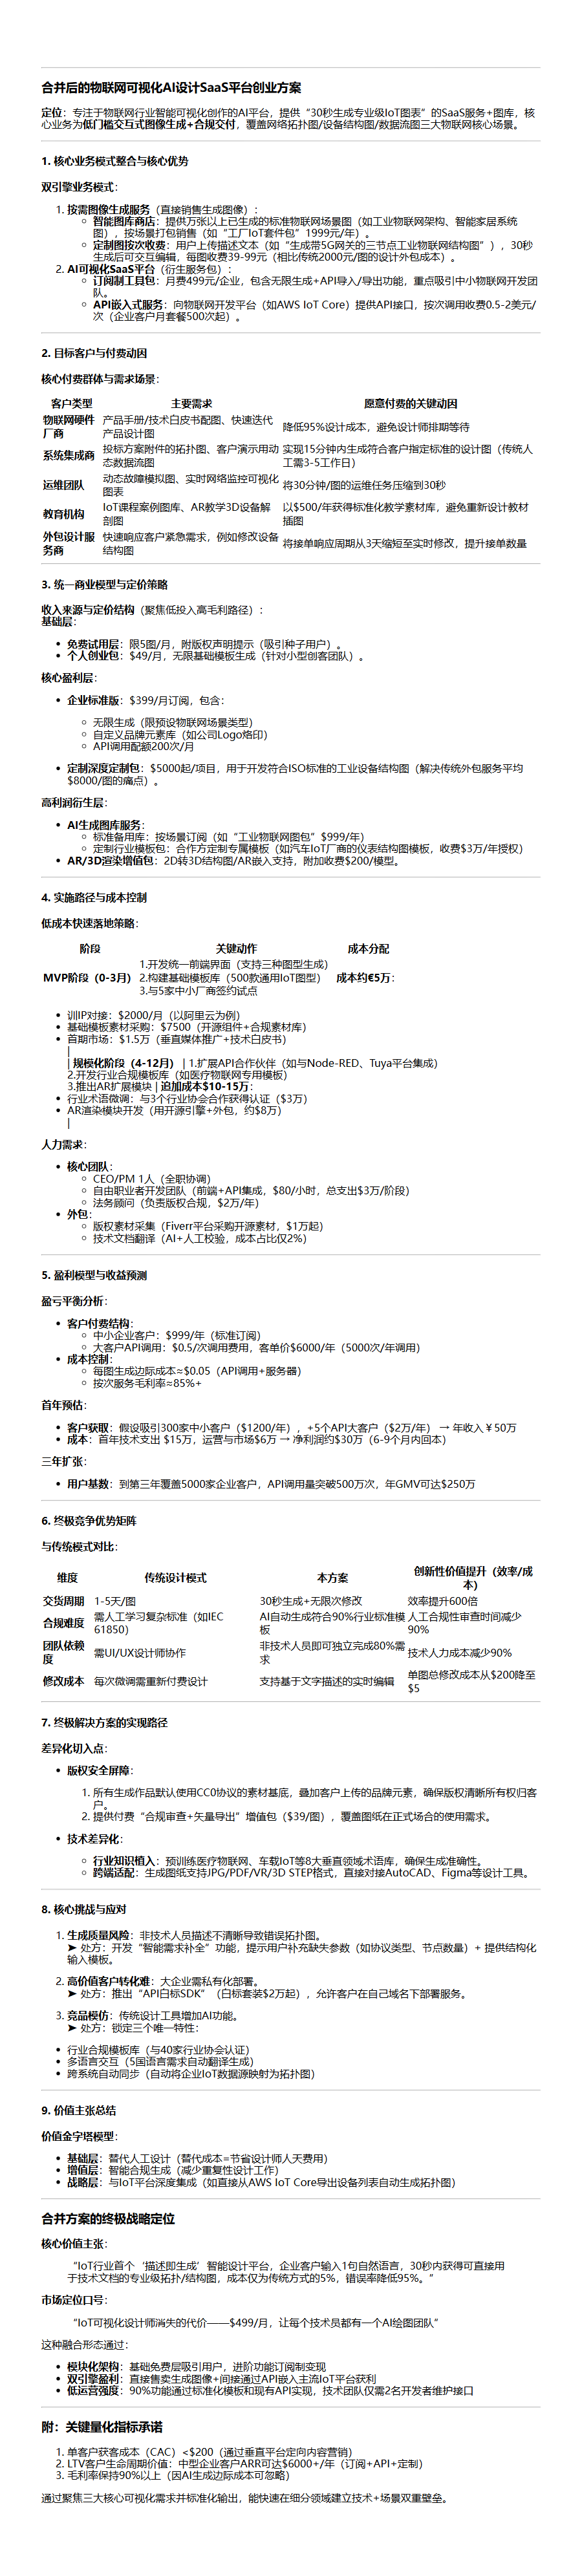 合并后的物联网可视化AI设计SaaS平台创业方案
定位：专注于物联网行业智能可视化创作的AI平台，提供“30秒生成专业级IoT图表”的SaaS服务+图库，核
心业务为低门槛交互式图像生成+合规交付，覆盖网络拓扑图/设备结构图/数据流图三大物联网核心场景。
1. 核心业务模式整合与核心优势
双引擎业务模式：
1. 按需图像生成服务（直接销售生成图像）：
○ 智能图库商店：提供万张以上已生成的标准物联网场景图（如工业物联网架构、智能家居系统
图），按场景打包销售（如“工厂IoT套件包”1999元/年）。
○ 定制图按次收费：用户上传描述文本（如“生成带5G网关的三节点工业物联网结构图”），30秒
生成后可交互编辑，每图收费39-99元（相比传统2000元/图的设计外包成本）。
2. AI可视化SaaS平台（衍生服务包）：
○ 订阅制工具包：月费499元/企业，包含无限生成+API导入/导出功能，重点吸引中小物联网开发团
队。
○ API嵌入式服务：向物联网开发平台（如AWS IoT Core）提供API接口，按次调用收费0.5-2美元/
次（企业客户月套餐500次起）。
2. 目标客户与付费动因
核心付费群体与需求场景：
客户类型 主要需求 愿意付费的关键动因
物联网硬件
厂商 产品手册/技术白皮书配图、快速迭代
产品设计图 降低95%设计成本，避免设计师排期等待
系统集成商 投标方案附件的拓扑图、客户演示用动
态数据流图 实现15分钟内生成符合客户指定标准的设计图（传统人
工需3-5工作日）
运维团队 动态故障模拟图、实时网络监控可视化
图表 将30分钟/图的运维任务压缩到30秒
教育机构 IoT课程案例图库、AR教学3D设备解
剖图 以$500/年获得标准化教学素材库，避免重新设计教材
插图
外包设计服
务商 快速响应客户紧急需求，例如修改设备
结构图 将接单响应周期从3天缩短至实时修改，提升接单数量
3. 统一商业模型与定价策略
收入来源与定价结构（聚焦低投入高毛利路径）：
基础层：
• 免费试用层：限5图/月，附版权声明提示（吸引种子用户）。
• 个人创业包：$49/月，无限基础模板生成（针对小型创客团队）。
核心盈利层：
• 企业标准版：$399/月订阅，包含：
○ 无限生成（限预设物联网场景类型）
○ 自定义品牌元素库（如公司Logo烙印）
○ API调用配额200次/月
• 定制深度定制包：$5000起/项目，用于开发符合ISO标准的工业设备结构图（解决传统外包服务平均
$8000/图的痛点）。
高利润衍生层：
• AI生成图库服务：
○ 标准备用库：按场景订阅（如“工业物联网图包”$999/年）
○ 定制行业模板包：合作方定制专属模板（如汽车IoT厂商的仪表结构图模板，收费$3万/年授权）
• AR/3D渲染增值包：2D转3D结构图/AR嵌入支持，附加收费$200/模型。
4. 实施路径与成本控制
低成本快速落地策略：
阶段 关键动作 成本分配
MVP阶段（0-3月） 1.开发统一前端界面（支持三种图型生成）
2.构建基础模板库（500款通用IoT图型）
3.与5家中小厂商签约试点 成本约€5万：
• 训IP对接：$2000/月（以阿里云为例）
• 基础模板素材采购：$7500（开源组件+合规素材库）
• 首期市场：$1.5万（垂直媒体推广+技术白皮书）
|
| 规模化阶段（4-12月） | 1.扩展API合作伙伴（如与Node-RED、Tuya平台集成）
2.开发行业合规模板库（如医疗物联网专用模板）
3.推出AR扩展模块 | 追加成本$10-15万：
• 行业术语微调：与3个行业协会合作获得认证（$3万）
• AR渲染模块开发（用开源引擎+外包，约$8万）
|
人力需求：
• 核心团队：
○ CEO/PM 1人（全职协调）
○ 自由职业者开发团队（前端+API集成，$80/小时，总支出$3万/阶段）
○ 法务顾问（负责版权合规，$2万/年）
• 外包：
○ 版权素材采集（Fiverr平台采购开源素材，$1万起）
○ 技术文档翻译（AI+人工校验，成本占比仅2%）
5. 盈利模型与收益预测
盈亏平衡分析：
• 客户付费结构：
○ 中小企业客户：$999/年（标准订阅）
○ 大客户API调用：$0.5/次调用费用，客单价$6000/年（5000次/年调用）
• 成本控制：
○ 每图生成边际成本≈$0.05（API调用+服务器）
○ 按次服务毛利率≈85%+
首年预估：
• 客户获取：假设吸引300家中小客户（$1200/年），+5个API大客户（$2万/年） → 年收入￥50万
• 成本：首年技术支出 $15万，运营与市场$6万 → 净利润约$30万（6-9个月内回本）
三年扩张：
• 用户基数：到第三年覆盖5000家企业客户，API调用量突破500万次，年GMV可达$250万
6. 终极竞争优势矩阵
与传统模式对比：
维度 传统设计模式 本方案 创新性价值提升（效率/成
本）
交货周期 1-5天/图 30秒生成+无限次修改 效率提升600倍
合规难度 需人工学习复杂标准（如IEC
61850） AI自动生成符合90%行业标准模
板 人工合规性审查时间减少
90%
团队依赖
度 需UI/UX设计师协作 非技术人员即可独立完成80%需
求 技术人力成本减少90%
修改成本 每次微调需重新付费设计 支持基于文字描述的实时编辑 单图总修改成本从$200降至
$5
7. 终极解决方案的实现路径
差异化切入点：
• 版权安全屏障：
1. 所有生成作品默认使用CC0协议的素材基底，叠加客户上传的品牌元素，确保版权清晰所有权归客
户。
2. 提供付费“合规审查+矢量导出”增值包（$39/图），覆盖图纸在正式场合的使用需求。
• 技术差异化：
○ 行业知识植入：预训练医疗物联网、车载IoT等8大垂直领域术语库，确保生成准确性。
○ 跨端适配：生成图纸支持JPG/PDF/VR/3D STEP格式，直接对接AutoCAD、Figma等设计工具。
8. 核心挑战与应对
1. 生成质量风险：非技术人员描述不清晰导致错误拓扑图。
➤ 处方：开发“智能需求补全”功能，提示用户补充缺失参数（如协议类型、节点数量）+ 提供结构化
输入模板。
2. 高价值客户转化难：大企业需私有化部署。
➤ 处方：推出“API白标SDK”（白标套装$2万起），允许客户在自己域名下部署服务。
3. 竞品模仿：传统设计工具增加AI功能。
➤ 处方：锁定三个唯一特性：
• 行业合规模板库（与40家行业协会认证）
• 多语言交互（5国语言需求自动翻译生成）
• 跨系统自动同步（自动将企业IoT数据源映射为拓扑图）
9. 价值主张总结
价值金字塔模型：
• 基础层：替代人工设计（替代成本=节省设计师人天费用）
• 增值层：智能合规生成（减少重复性设计工作）
• 战略层：与IoT平台深度集成（如直接从AWS IoT Core导出设备列表自动生成拓扑图）
合并方案的终极战略定位
核心价值主张：
“IoT行业首个‘描述即生成’智能设计平台，企业客户输入1句自然语言，30秒内获得可直接用
于技术文档的专业级拓扑/结构图，成本仅为传统方式的5%，错误率降低95%。”
市场定位口号：
“IoT可视化设计师消失的代价——$499/月，让每个技术员都有一个AI绘图团队”
这种融合形态通过：
• 模块化架构：基础免费层吸引用户，进阶功能订阅制变现
• 双引擎盈利：直接售卖生成图像+间接通过API嵌入主流IoT平台获利
• 低运营强度：90%功能通过标准化模板和现有API实现，技术团队仅需2名开发者维护接口
附：关键量化指标承诺
1. 单客户获客成本（CAC）<$200（通过垂直平台定向内容营销）
2. LTV客户生命周期价值：中型企业客户ARR可达$6000+/年（订阅+API+定制）
3. 毛利率保持90%以上（因AI生成边际成本可忽略）
通过聚焦三大核心可视化需求并标准化输出，能快速在细分领域建立技术+场景双重壁垒。